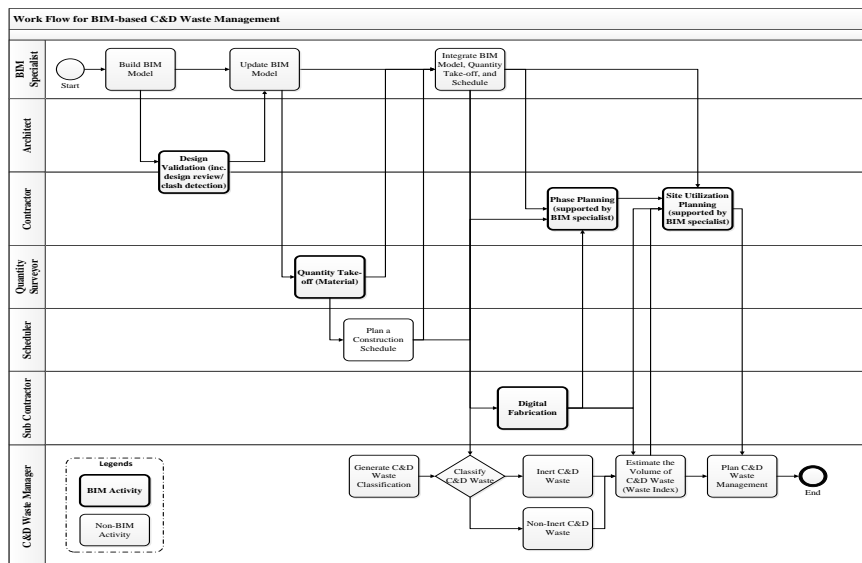 Work Flow for BIM-based C&D Waste Management
BIM
Specialist
Start
Build BIM
Model
Update BIM
Model
Integrate BIM
Model, Quantity
Take-off, and
Schedule
Architect
Design
Validation (inc.
design review/
clash detection)
Contractor
Phase Planning
(supported by
BIM specialist)
Site Utilization
Planning
(supported by
BIM specialist)
Quantity
Surveyor
Quantity Take-
off (Material)
Scheduler
Plan a
Construction
Schedule
Sub Contractor
Digital
Fabrication
C&D Waste Manager
Legends
BIM Activity
Non-BIM
Activity
Generate C&D
Waste
Classification
Classify
C&D Waste
Inert C&D
Waste
Non-Inert C&D
Waste
Estimate the
Volume of
C&D Waste
(Waste Index)
Plan C&D
Waste
Management
End